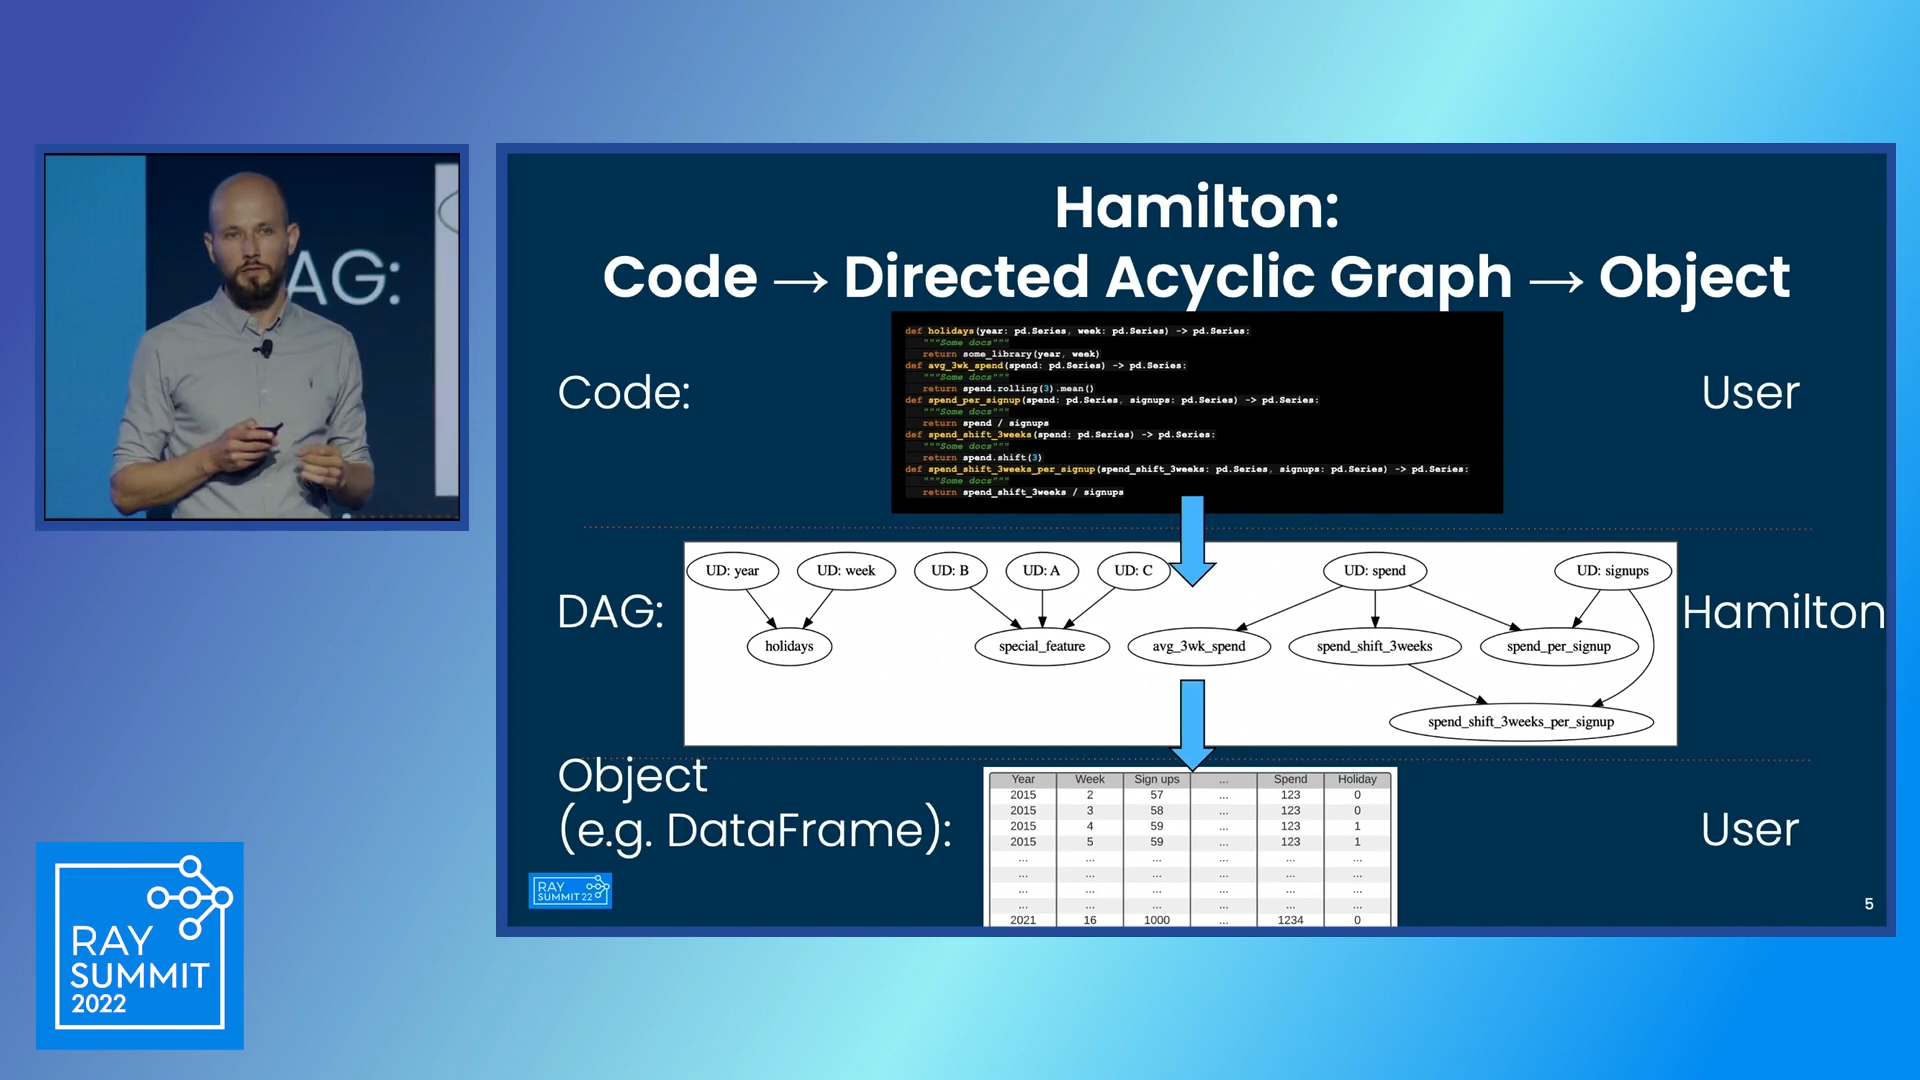 AG:
Hamilton:
Code → Directed Acyclic Graph → Object
Code:
def holidays(year: pd.Series, week: pd.Series) -> pd.Series:
"""Some docs"""
return some_library(year, week)
def avg_3wk_spend(spend: pd.Series) -> pd.Series:
"""Some docs"""
return spend.rolling(3).mean()
def spend_per_signup(spend: pd.Series, signups: pd.Series) -> pd.Series:
"""Some docs"""
return spend / signups
def spend_shift_3weeks(spend: pd.Series) -> pd.Series:
"""Some docs"""
return spend.shift(3)
def spend_shift_3weeks_per_signup(spend_shift_3weeks: pd.Series, signups: pd.Series) -> pd.Series:
"""Some docs"""
return spend_shift_3weeks / signups
User
DAG:
UD: year UD: week UD: B UD: A UD: C UD: spend UD: signups
holidays special_feature avg_3wk_spend spend_shift_3weeks spend_per_signup
spend_shift_3weeks_per_signup
Hamilton
Object
(e.g. DataFrame):
Year Week Sign ups ... Spend Holiday
2015 2 57 ... 123 0
2015 3 58 ... 123 0
2015 4 59 ... 123 1
2015 5 59 ... 123 1
... ... ... ... ... ...
... ... ... ... ... ...
... ... ... ... ... ...
... ... ... ... ... ...
2021 16 1000 ... 1234 0
User
RAY
SUMMIT 22
5
RAY
SUMMIT
2022